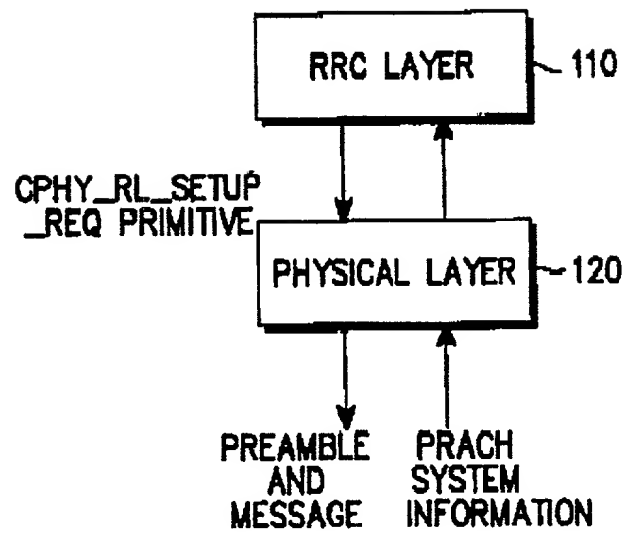 RRC LAYER
110
CPHY_RL_SETUP
_REQ PRIMITIVE
PHYSICAL LAYER
120
PREAMBLE
AND
MESSAGE
PRACH
SYSTEM
INFORMATION